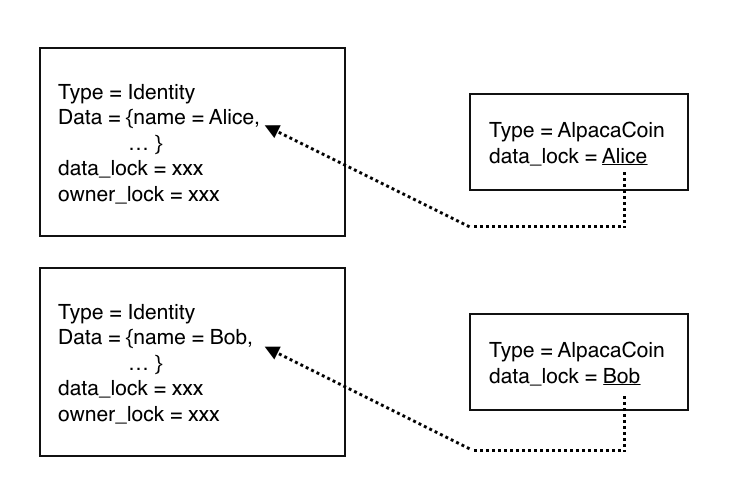 Type = Identity
Data = {name = Alice,
... }
data_lock = xxx
owner_lock = xxx
Type = AlpacaCoin
data_lock = Alice
Type = Identity
Data = {name = Bob,
... }
data_lock = xxx
owner_lock = xxx
Type = AlpacaCoin
data_lock = Bob